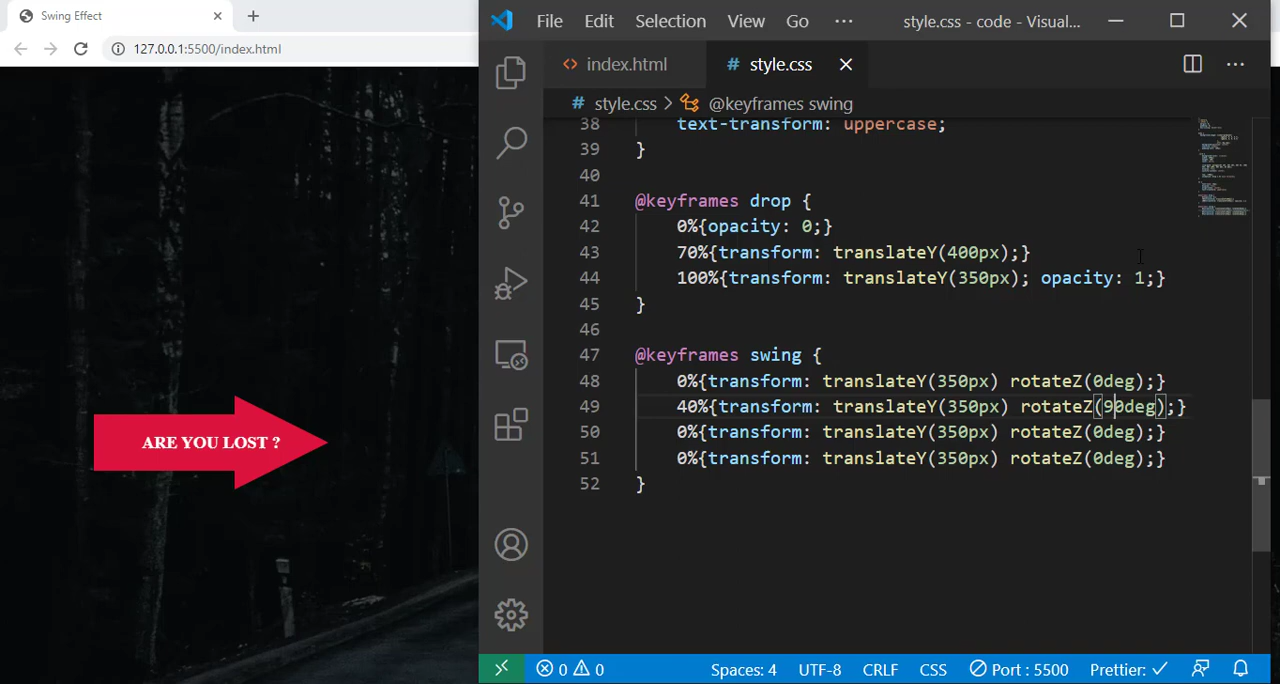 Swing Effect
127.0.0.1:5500/index.html
File Edit Selection View Go ··· style.css - code - Visual...
index.html # style.css
# style.css > @keyframes swing
38 text-transform: uppercase;
39 }
40
41 @keyframes drop {
42 0%{opacity: 0;}
43 70%{transform: translateY(400px);}
44 100%{transform: translateY(350px); opacity: 1;}
45 }
46
47 @keyframes swing {
48 0%{transform: translateY(350px) rotateZ(0deg);}
49 40%{transform: translateY(350px) rotateZ(90deg);}
50 0%{transform: translateY(350px) rotateZ(0deg);}
51 0%{transform: translateY(350px) rotateZ(0deg);}
52 }
ARE YOU LOST ?
0 0 Spaces: 4 UTF-8 CRLF CSS Port : 5500 Prettier: ✓